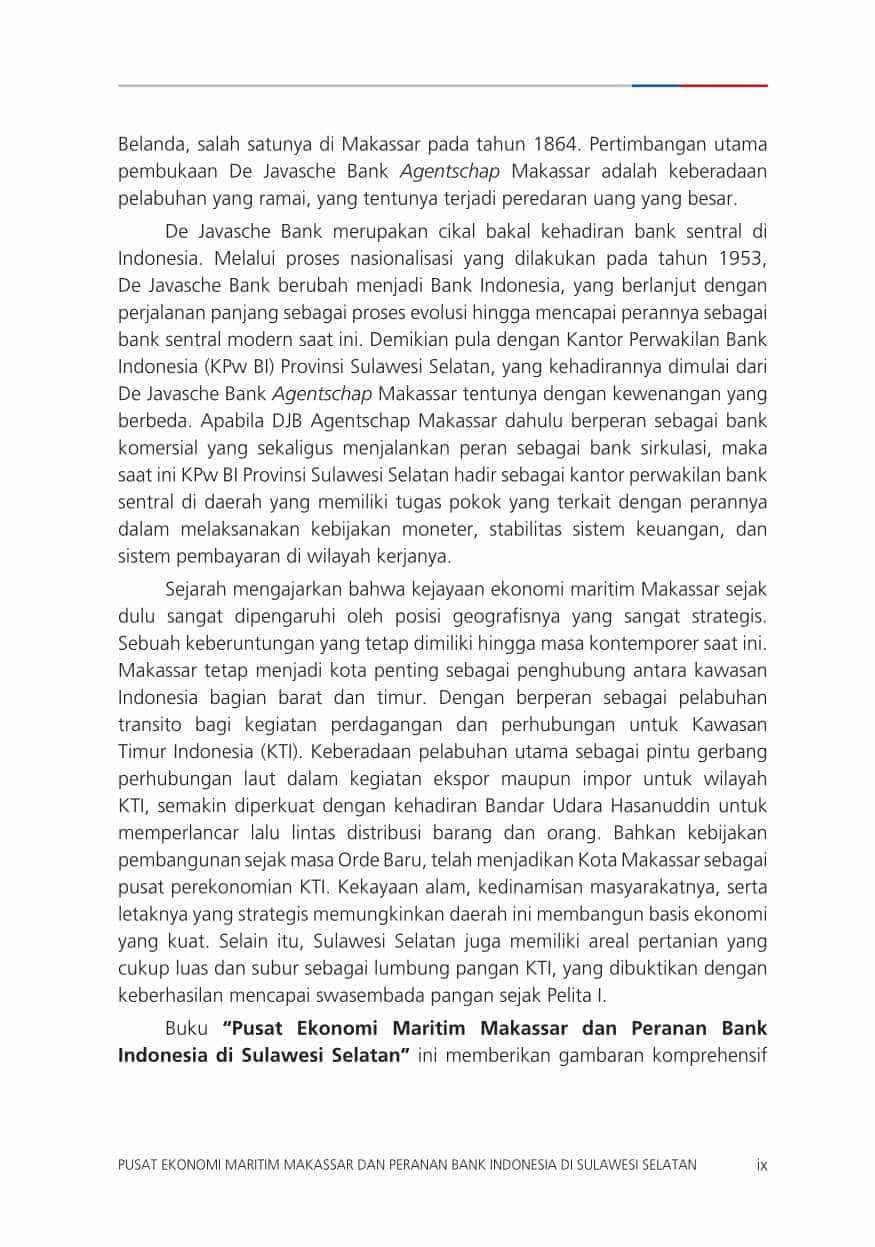 Belanda, salah satunya di Makassar pada tahun 1864. Pertimbangan utama
pembukaan De Javasche Bank Agentschap Makassar adalah keberadaan
pelabuhan yang ramai, yang tentunya terjadi peredaran uang yang besar.
De Javasche Bank merupakan cikal bakal kehadiran bank sentral di
Indonesia. Melalui proses nasionalisasi yang dilakukan pada tahun 1953,
De Javasche Bank berubah menjadi Bank Indonesia, yang berlanjut dengan
perjalanan panjang sebagai proses evolusi hingga mencapai perannya sebagai
bank sentral modern saat ini. Demikian pula dengan Kantor Perwakilan Bank
Indonesia (KPw BI) Provinsi Sulawesi Selatan, yang kehadirannya dimulai dari
De Javasche Bank Agentschap Makassar tentunya dengan kewenangan yang
berbeda. Apabila DJB Agentschap Makassar dahulu berperan sebagai bank
komersial yang sekaligus menjalankan peran sebagai bank sirkulasi, maka
saat ini KPw BI Provinsi Sulawesi Selatan hadir sebagai kantor perwakilan bank
sentral di daerah yang memiliki tugas pokok yang terkait dengan perannya
dalam melaksanakan kebijakan moneter, stabilitas sistem keuangan, dan
sistem pembayaran di wilayah kerjanya.
Sejarah mengajarkan bahwa kejayaan ekonomi maritim Makassar sejak
dulu sangat dipengaruhi oleh posisi geografisnya yang sangat strategis.
Sebuah keberuntungan yang tetap dimiliki hingga masa kontemporer saat ini.
Makassar tetap menjadi kota penting sebagai penghubung antara kawasan
Indonesia bagian barat dan timur. Dengan berperan sebagai pelabuhan
transito bagi kegiatan perdagangan dan perhubungan untuk Kawasan
Timur Indonesia (KTI). Keberadaan pelabuhan utama sebagai pintu gerbang
perhubungan laut dalam kegiatan ekspor maupun impor untuk wilayah
KTI, semakin diperkuat dengan kehadiran Bandar Udara Hasanuddin untuk
memperlancar lalu lintas distribusi barang dan orang. Bahkan kebijakan
pembangunan sejak masa Orde Baru, telah menjadikan Kota Makassar sebagai
pusat perekonomian KTI. Kekayaan alam, kedinamisan masyarakatnya, serta
letaknya yang strategis memungkinkan daerah ini membangun basis ekonomi
yang kuat. Selain itu, Sulawesi Selatan juga memiliki areal pertanian yang
cukup luas dan subur sebagai lumbung pangan KTI, yang dibuktikan dengan
keberhasilan mencapai swasembada pangan sejak Pelita I.
Buku “Pusat Ekonomi Maritim Makassar dan Peranan Bank
Indonesia di Sulawesi Selatan” ini memberikan gambaran komprehensif
PUSAT EKONOMI MARITIM MAKASSAR DAN PERANAN BANK INDONESIA DI SULAWESI SELATAN ix